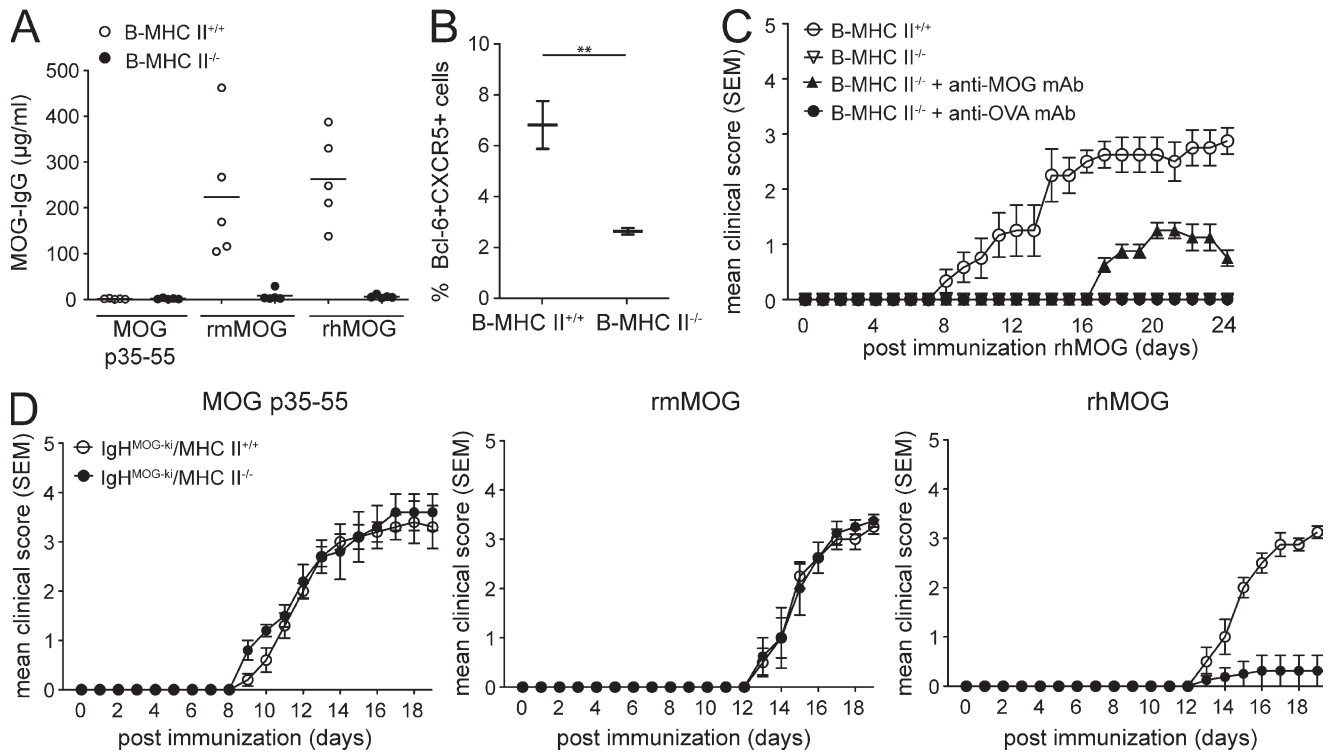 A
B-MHC II+/+
B-MHC II-/-
MOG-IgG (µg/ml)
500
400
300
200
100
0
MOG
p35-55
rmMOG
rhMOG
B
% Bcl-6+CXCR5+ cells
10
8
6
4
2
0
**
B-MHC II+/+
B-MHC II-/-
C
B-MHC II+/+
B-MHC II-/-
B-MHC II-/- + anti-MOG mAb
B-MHC II-/- + anti-OVA mAb
mean clinical score (SEM)
5
4
3
2
1
0
0 4 8 12 16 20 24
post immunization rhMOG (days)
D
MOG p35-55
IgHMOG-ki/MHC II+/+
IgHMOG-ki/MHC II-/-
mean clinical score (SEM)
5
4
3
2
1
0
0 2 4 6 8 10 12 14 16 18
post immunization (days)
rmMOG
mean clinical score (SEM)
5
4
3
2
1
0
0 2 4 6 8 10 12 14 16 18
post immunization (days)
rhMOG
mean clinical score (SEM)
5
4
3
2
1
0
0 2 4 6 8 10 12 14 16 18
post immunization (days)